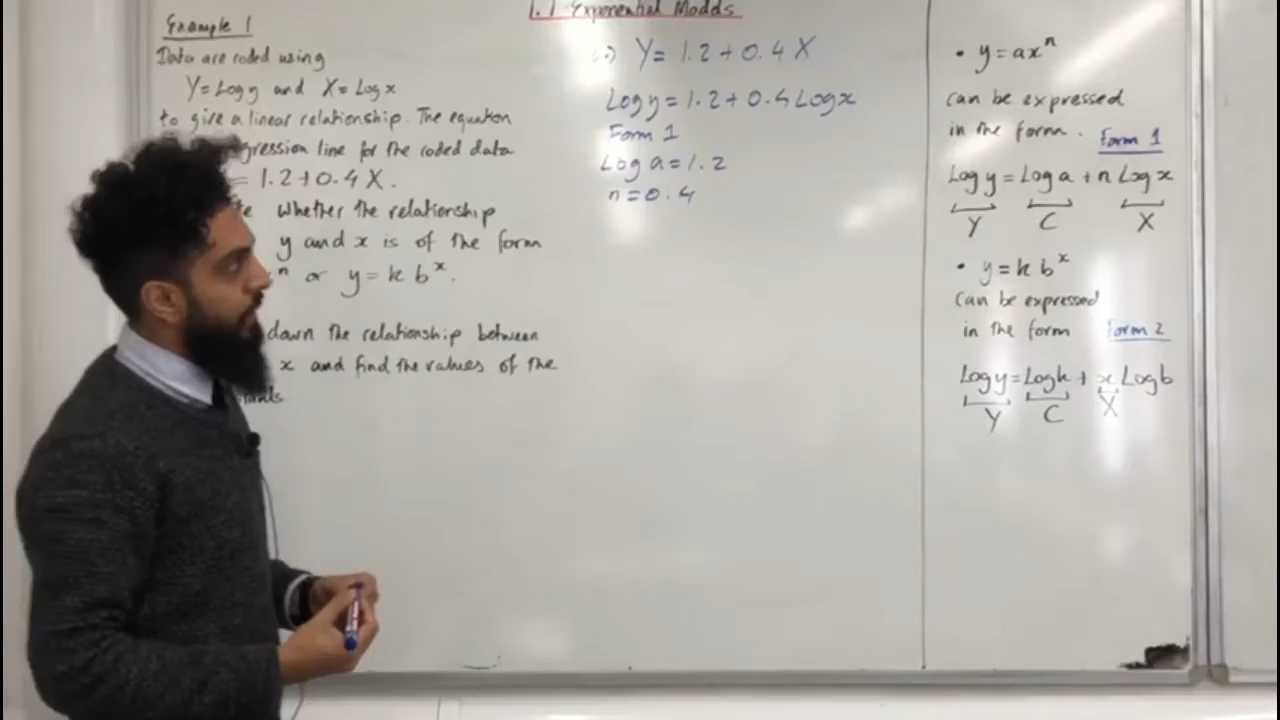 1.1 Exponential Models
Example 1
Data are coded using
Y = Log y and X = Log x
to give a linear relationship. The equation
gression line for the coded data
= 1.2 + 0.4 X.
whether the relationship
y and x is of the form
n or y = k b^x.
down the relationship between
x and find the values of the
) Y = 1.2 + 0.4 X
Log y = 1.2 + 0.4 Log x
Form 1
Log a = 1.2
n = 0.4
• y = ax^n
can be expressed
in the form. Form 1
Log y = Log a + n Log x
Y C X
• y = k b^x
can be expressed
in the form Form 2
Log y = Log k + x Log b
Y C X